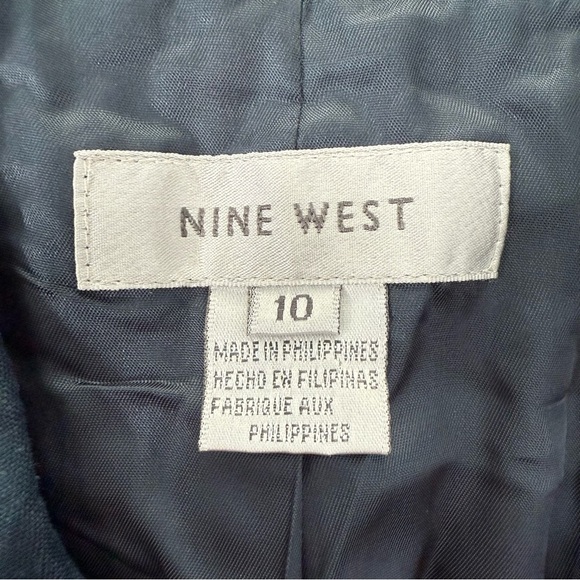 NINE WEST
10
MADE IN PHILIPPINES
HECHO EN FILIPINAS
FABRIQUE AUX
PHILIPPINES